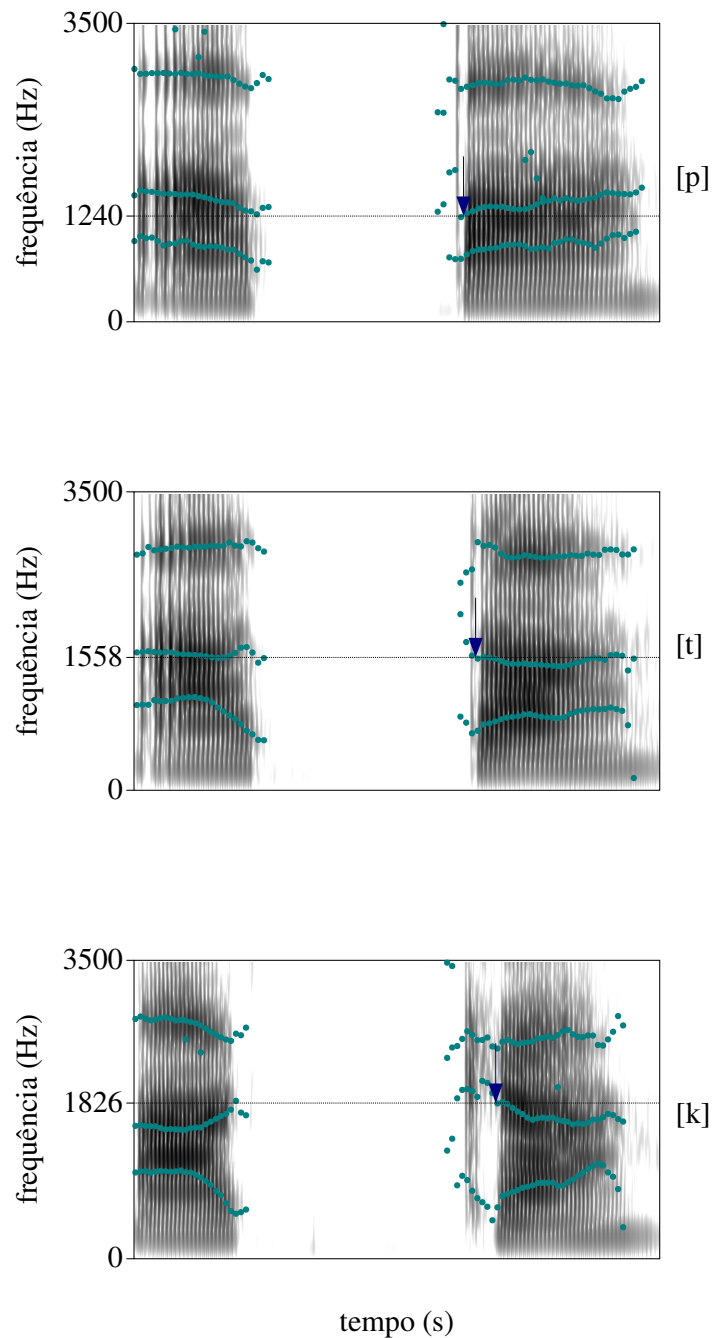 3500
frequência (Hz)
1240
0
[p]
3500
frequência (Hz)
1558
0
[t]
3500
frequência (Hz)
1826
0
[k]
tempo (s)